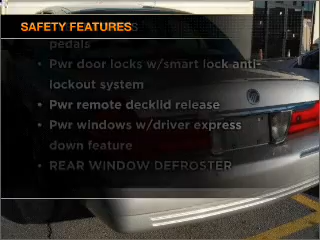 SAFETY FEATURES
pedals
• Pwr door locks w/smart lock anti-
lockout system
• Pwr remote decklid release
• Pwr windows w/driver express
down feature
• REAR WINDOW DEFROSTER